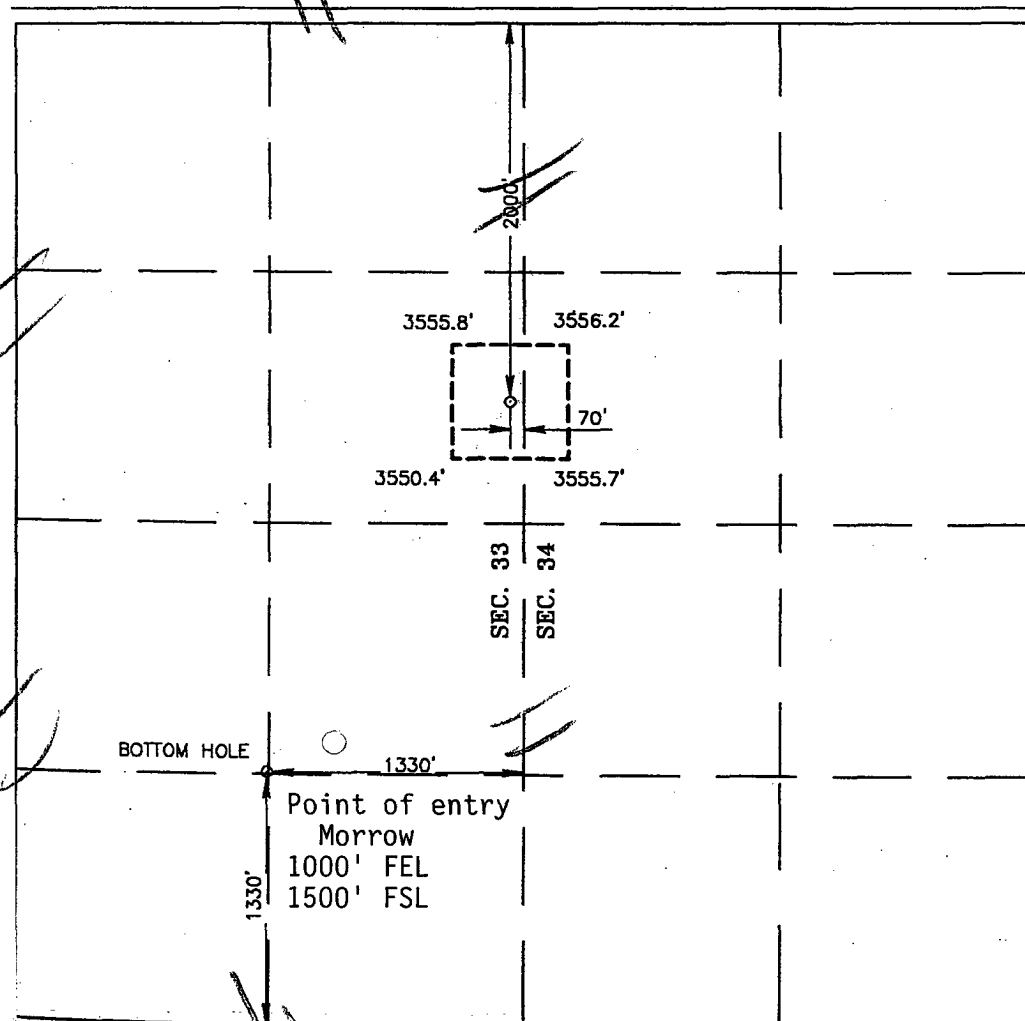 2000'
3555.8'
3556.2'
70'
3550.4'
3555.7'
SEC. 33
SEC. 34
BOTTOM HOLE
1330'
Point of entry
Morrow
1000' FEL
1500' FSL
1330'